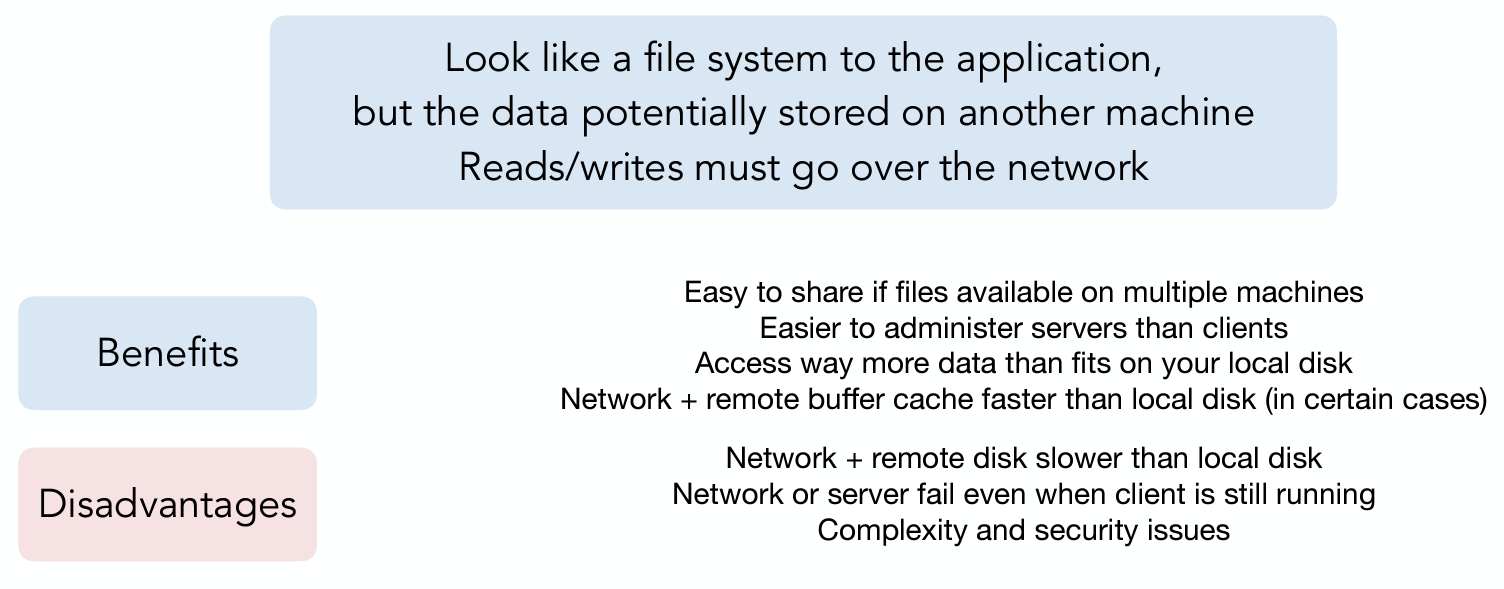 Look like a file system to the application,
but the data potentially stored on another machine
Reads/writes must go over the network
Benefits
Easy to share if files available on multiple machines
Easier to administer servers than clients
Access way more data than fits on your local disk
Network + remote buffer cache faster than local disk (in certain cases)
Disadvantages
Network + remote disk slower than local disk
Network or server fail even when client is still running
Complexity and security issues